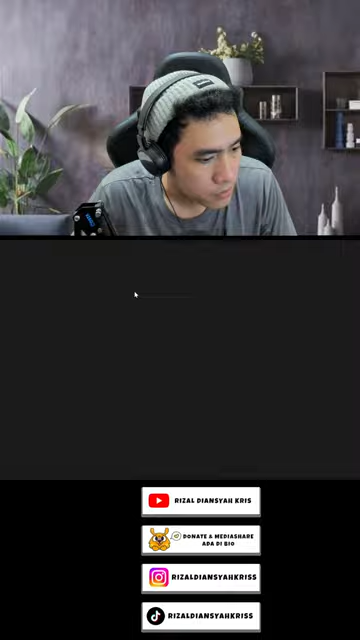 RIZAL DIANSYAH KRIS
DONATE & MEDIASHARE
ADA DI BIO
RIZALDIANSYAHKRISS
RIZALDIANSYAHKRISS